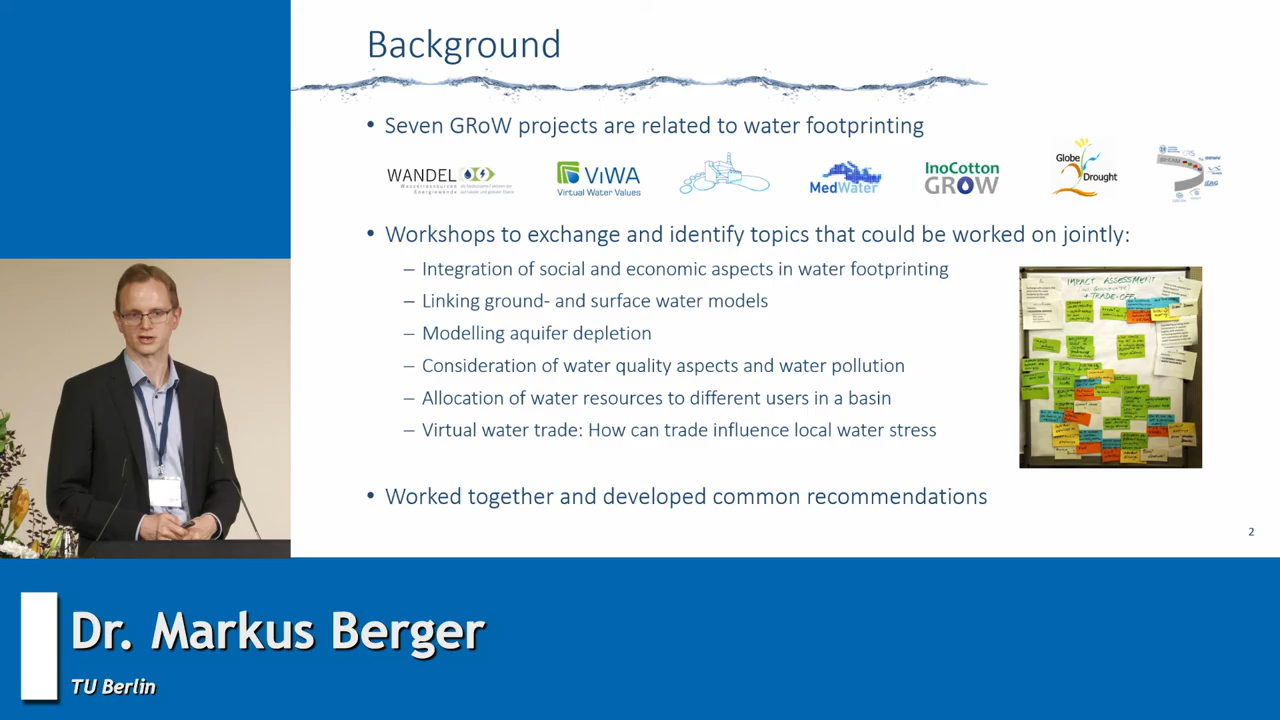 Background
• Seven GRoW projects are related to water footprinting
WANDEL
ViWA
Virtual Water Values
MedWater
InoCotton
GROW
Globe
Drought
• Workshops to exchange and identify topics that could be worked on jointly:
– Integration of social and economic aspects in water footprinting
– Linking ground- and surface water models
– Modelling aquifer depletion
– Consideration of water quality aspects and water pollution
– Allocation of water resources to different users in a basin
– Virtual water trade: How can trade influence local water stress
IMPACT ASSESSMENT
TRADE-OFF
• Worked together and developed common recommendations
2
Dr. Markus Berger
TU Berlin